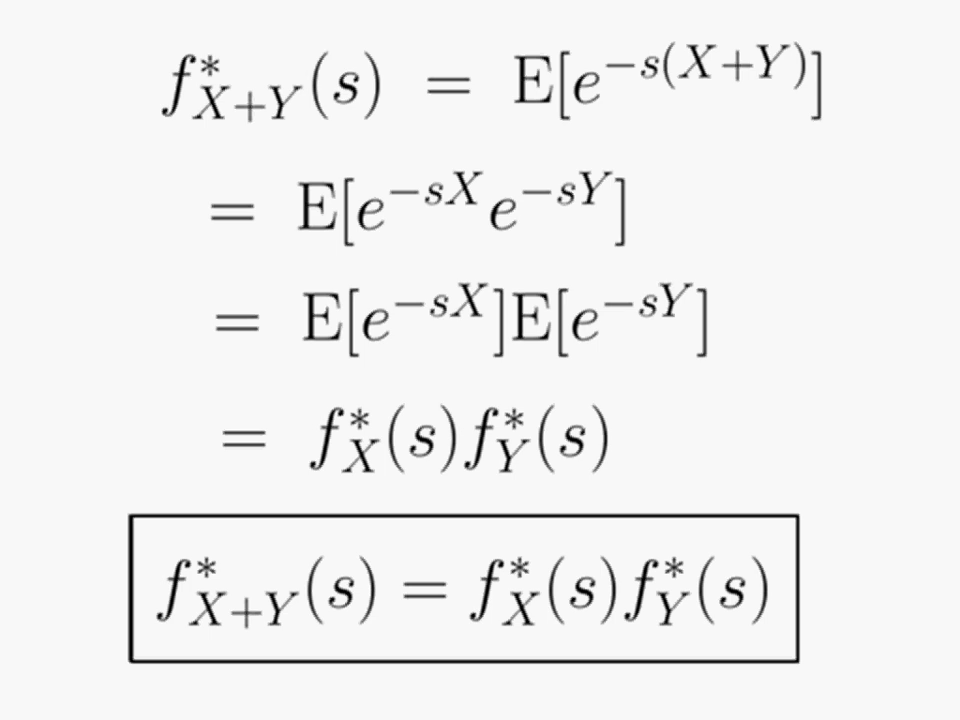 f*_{X+Y}(s) = E[e^{-s(X+Y)}]
= E[e^{-sX}e^{-sY}]
= E[e^{-sX}]E[e^{-sY}]
= f*_X(s)f*_Y(s)
f*_{X+Y}(s) = f*_X(s)f*_Y(s)